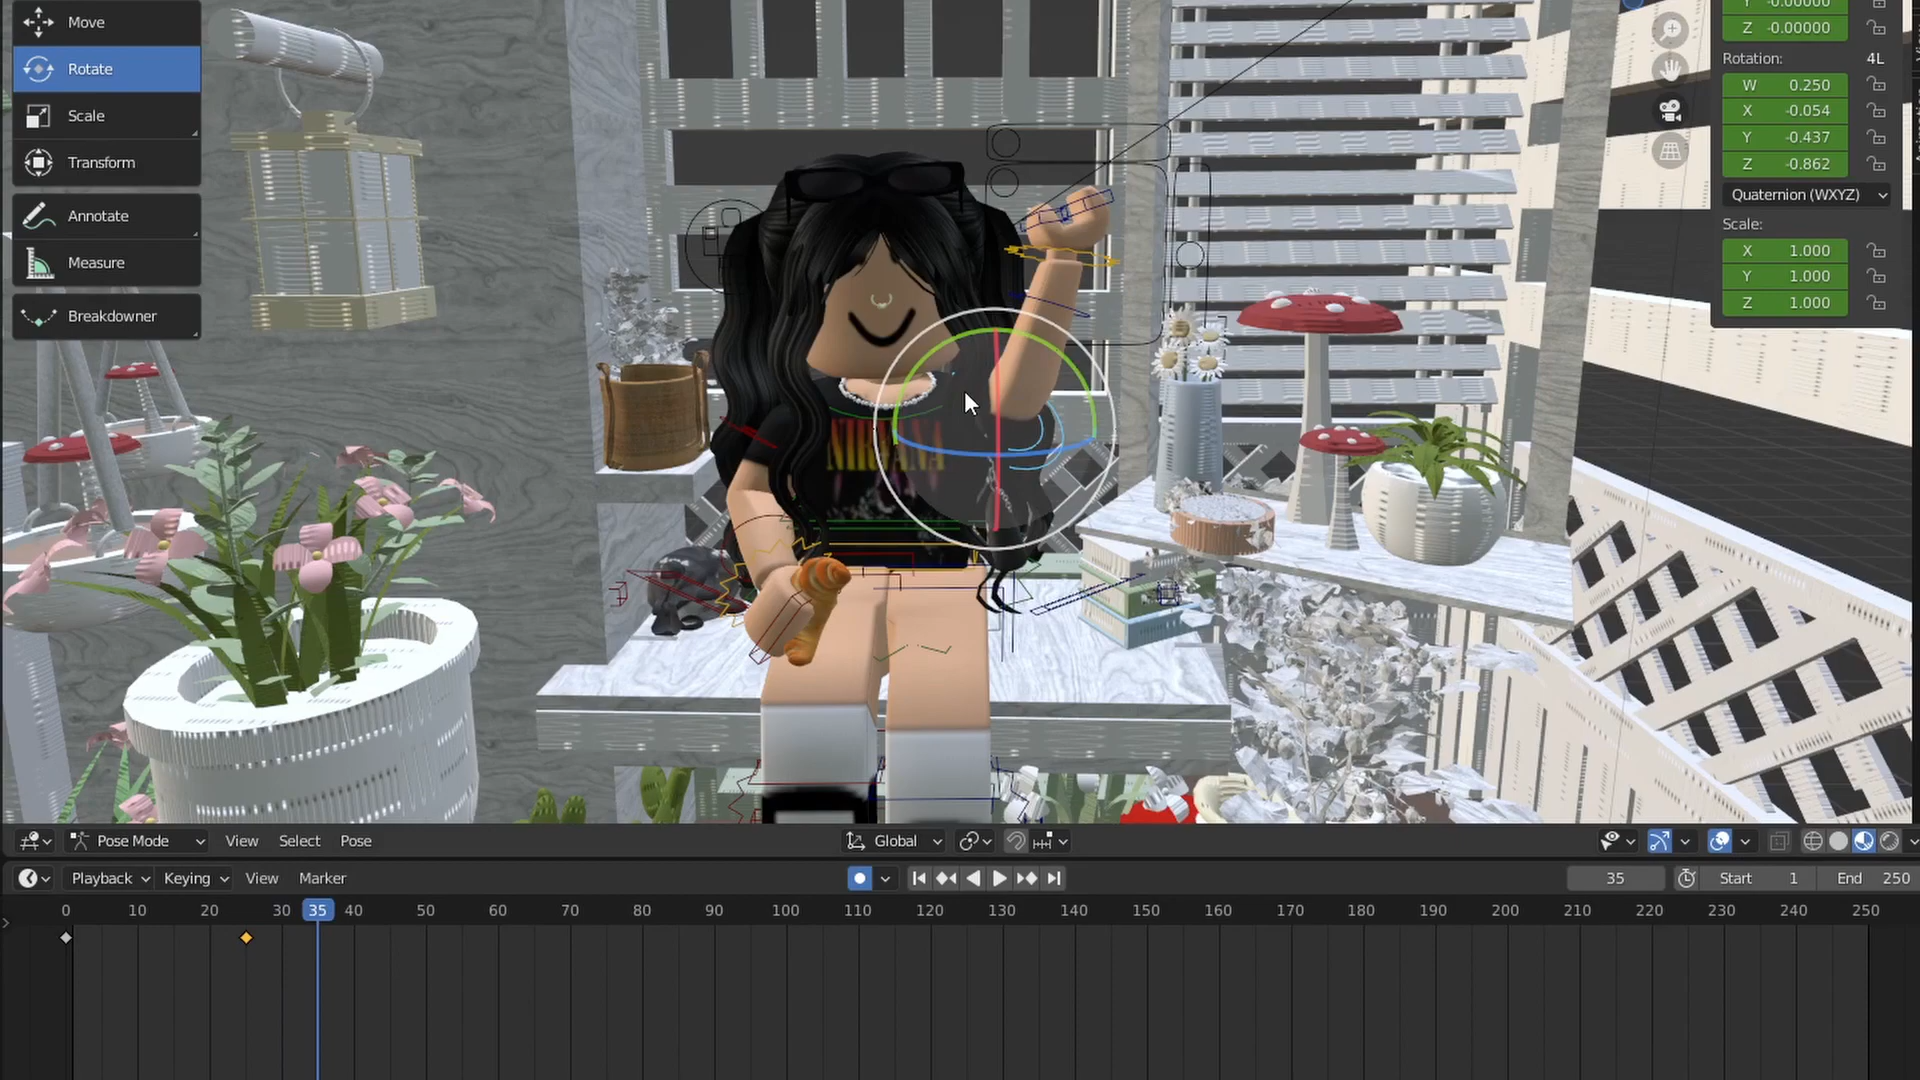 Move
Y -0.00000
Z -0.00000
Rotate
Rotation: 4L
W 0.250
Scale
X -0.054
Y -0.437
Transform
Z -0.862
Quaternion (WXYZ)
Annotate
Scale:
Measure
X 1.000
Y 1.000
Breakdowner
Z 1.000
NIRVANA
Pose Mode View Select Pose Global
Playback Keying View Marker 35 Start 1 End 250
0 10 20 30 35 40 50 60 70 80 90 100 110 120 130 140 150 160 170 180 190 200 210 220 230 240 250